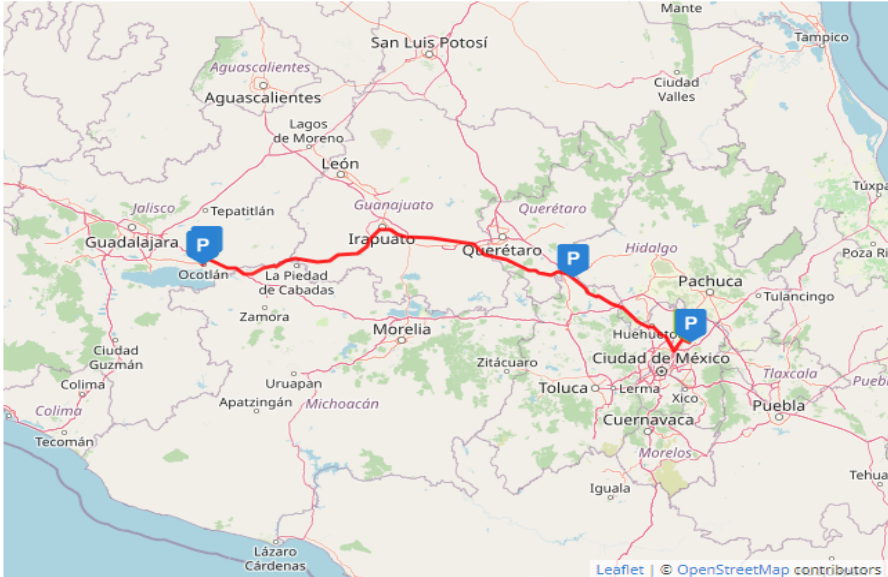 Mante
Tampico
San Luis Potosí
Aguascalientes
Ciudad
Valles
Aguascalientes
Lagos
de Moreno
León
Túxpa
Jalisco
Tepatitlán
Guanajuato
Querétaro
Guadalajara
P
Irapuato
Querétaro
P
Hidalgo
Poza Ri
Ocotlán
La Piedad
de Cabadas
Pachuca
Tulancingo
Zamora
Morelia
Huehueto
P
Ciudad
Guzmán
Zitácuaro
Ciudad de México
Colima
Uruapan
Toluca
Lerma
Tlaxcala
Pueb
Apatzingán
Michoacán
Xico
Colima
Puebla
Tecomán
Cuernavaca
Morelos
Tehua
Iguala
Lázaro
Cárdenas
Leaflet | © OpenStreetMap contributors